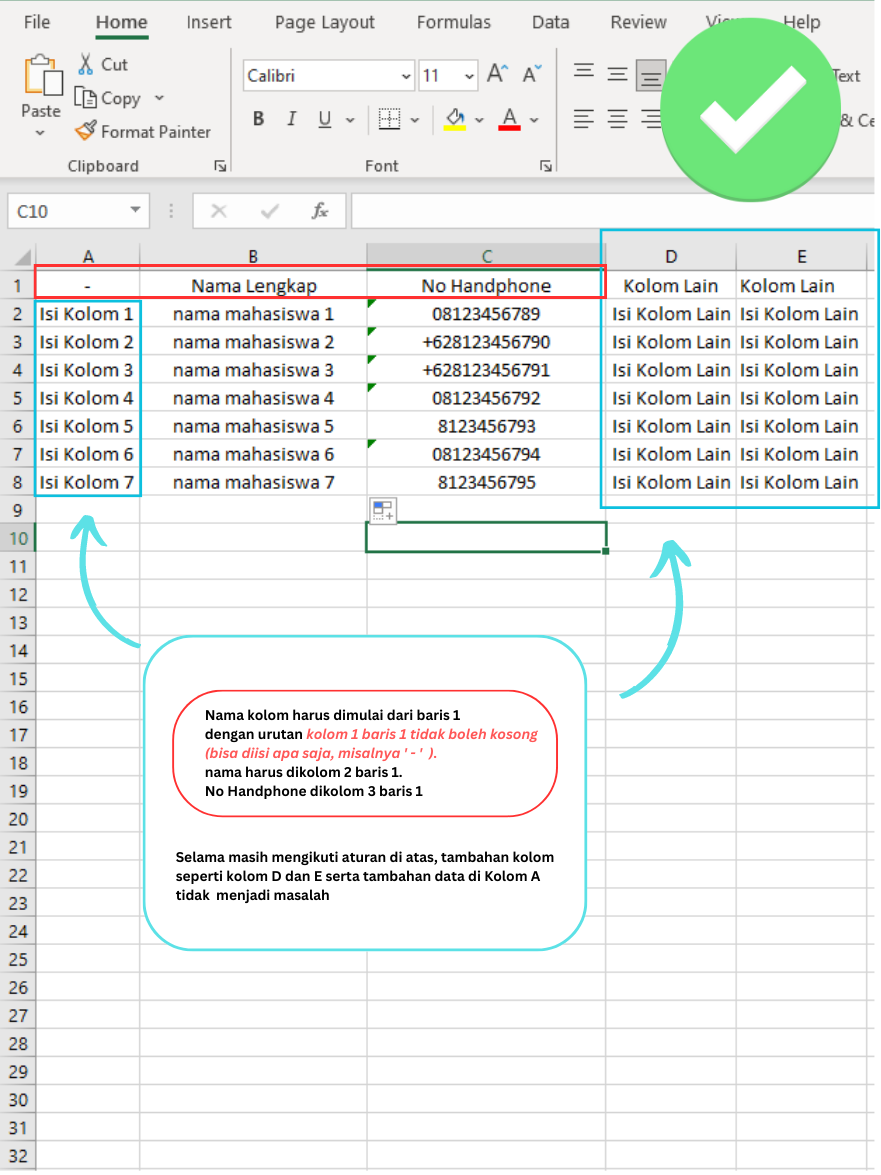 File Home Insert Page Layout Formulas Data Review Help
Cut
Calibri 11 Text
Copy
Paste
B I U A & Ce
Format Painter
Clipboard Font
C10 fx
A B C D E
1 - Nama Lengkap No Handphone Kolom Lain Kolom Lain
2 Isi Kolom 1 nama mahasiswa 1 08123456789 Isi Kolom Lain Isi Kolom Lain
3 Isi Kolom 2 nama mahasiswa 2 +628123456790 Isi Kolom Lain Isi Kolom Lain
4 Isi Kolom 3 nama mahasiswa 3 +628123456791 Isi Kolom Lain Isi Kolom Lain
5 Isi Kolom 4 nama mahasiswa 4 08123456792 Isi Kolom Lain Isi Kolom Lain
6 Isi Kolom 5 nama mahasiswa 5 8123456793 Isi Kolom Lain Isi Kolom Lain
7 Isi Kolom 6 nama mahasiswa 6 08123456794 Isi Kolom Lain Isi Kolom Lain
8 Isi Kolom 7 nama mahasiswa 7 8123456795 Isi Kolom Lain Isi Kolom Lain
9
10
11
12
13
14
15
16
17
18
19
20
21
22
23
24
25
26
27
28
29
30
31
32
Nama kolom harus dimulai dari baris 1
dengan urutan kolom 1 baris 1 tidak boleh kosong
(bisa diisi apa saja, misalnya ' - ' ).
nama harus dikolom 2 baris 1.
No Handphone dikolom 3 baris 1
Selama masih mengikuti aturan di atas, tambahan kolom
seperti kolom D dan E serta tambahan data di Kolom A
tidak menjadi masalah